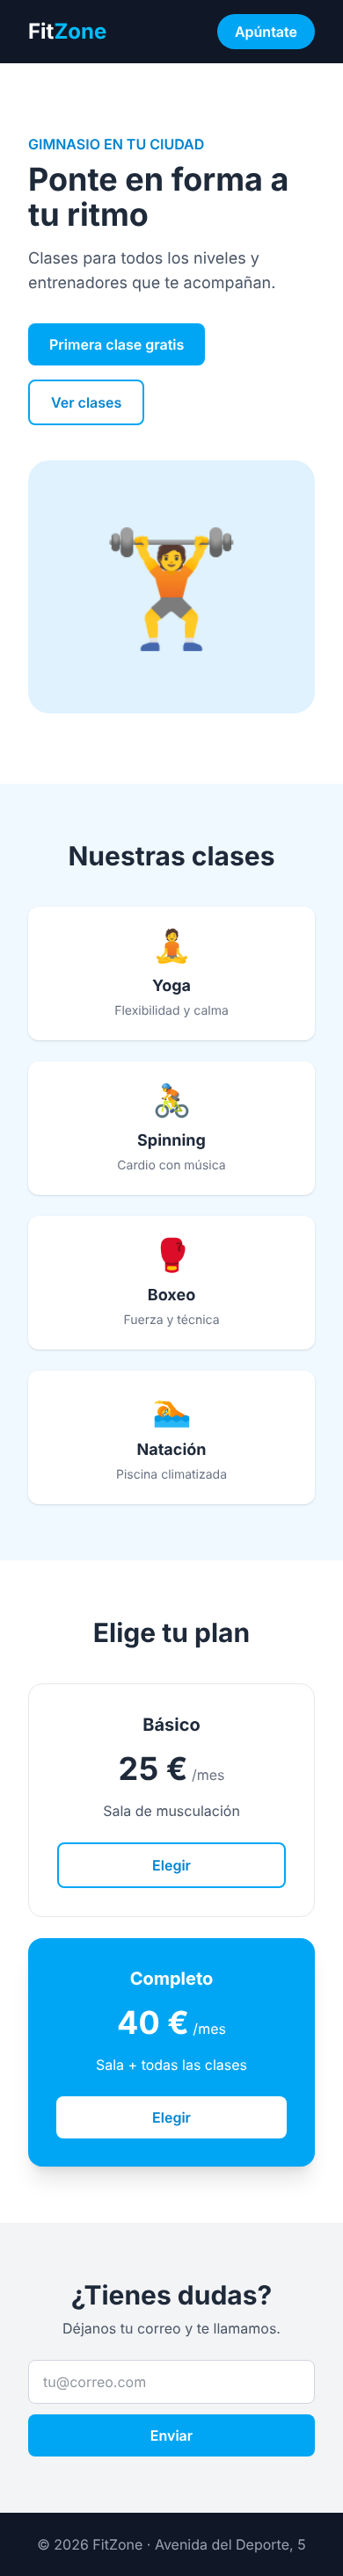 FitZone
Apúntate
GIMNASIO EN TU CIUDAD
Ponte en forma a
tu ritmo
Clases para todos los niveles y
entrenadores que te acompañan.
Primera clase gratis
Ver clases
Nuestras clases
Yoga
Flexibilidad y calma
Spinning
Cardio con música
Boxeo
Fuerza y técnica
Natación
Piscina climatizada
Elige tu plan
Básico
25 € /mes
Sala de musculación
Elegir
Completo
40 € /mes
Sala + todas las clases
Elegir
¿Tienes dudas?
Déjanos tu correo y te llamamos.
tu@correo.com
Enviar
© 2026 FitZone · Avenida del Deporte, 5